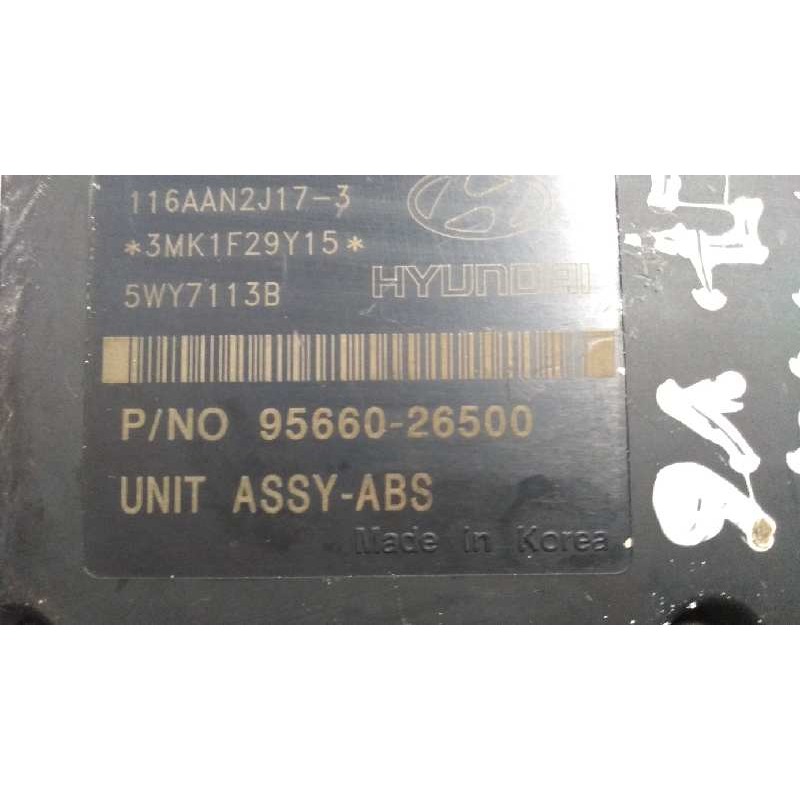 116AAN2J17-3
*3MK1F29Y15*
5WY7113B HYUNDAI
P/NO 95660-26500
UNIT ASSY-ABS
Made in Korea